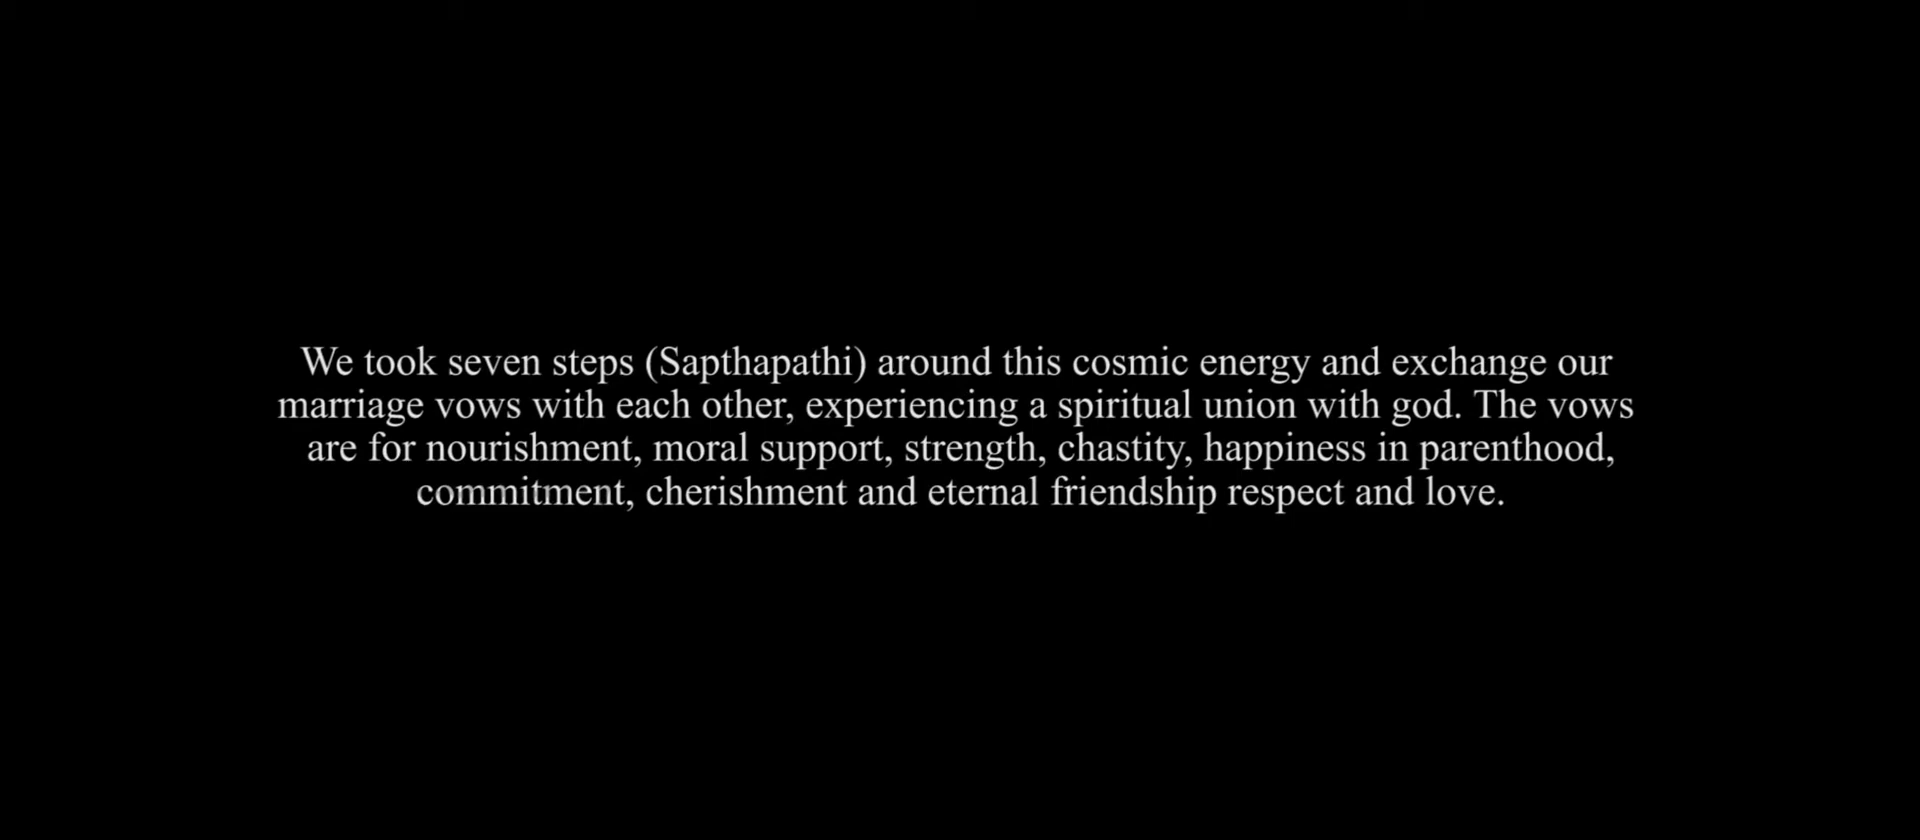 We took seven steps (Sapthapathi) around this cosmic energy and exchange our
marriage vows with each other, experiencing a spiritual union with god. The vows
are for nourishment, moral support, strength, chastity, happiness in parenthood,
commitment, cherishment and eternal friendship respect and love.